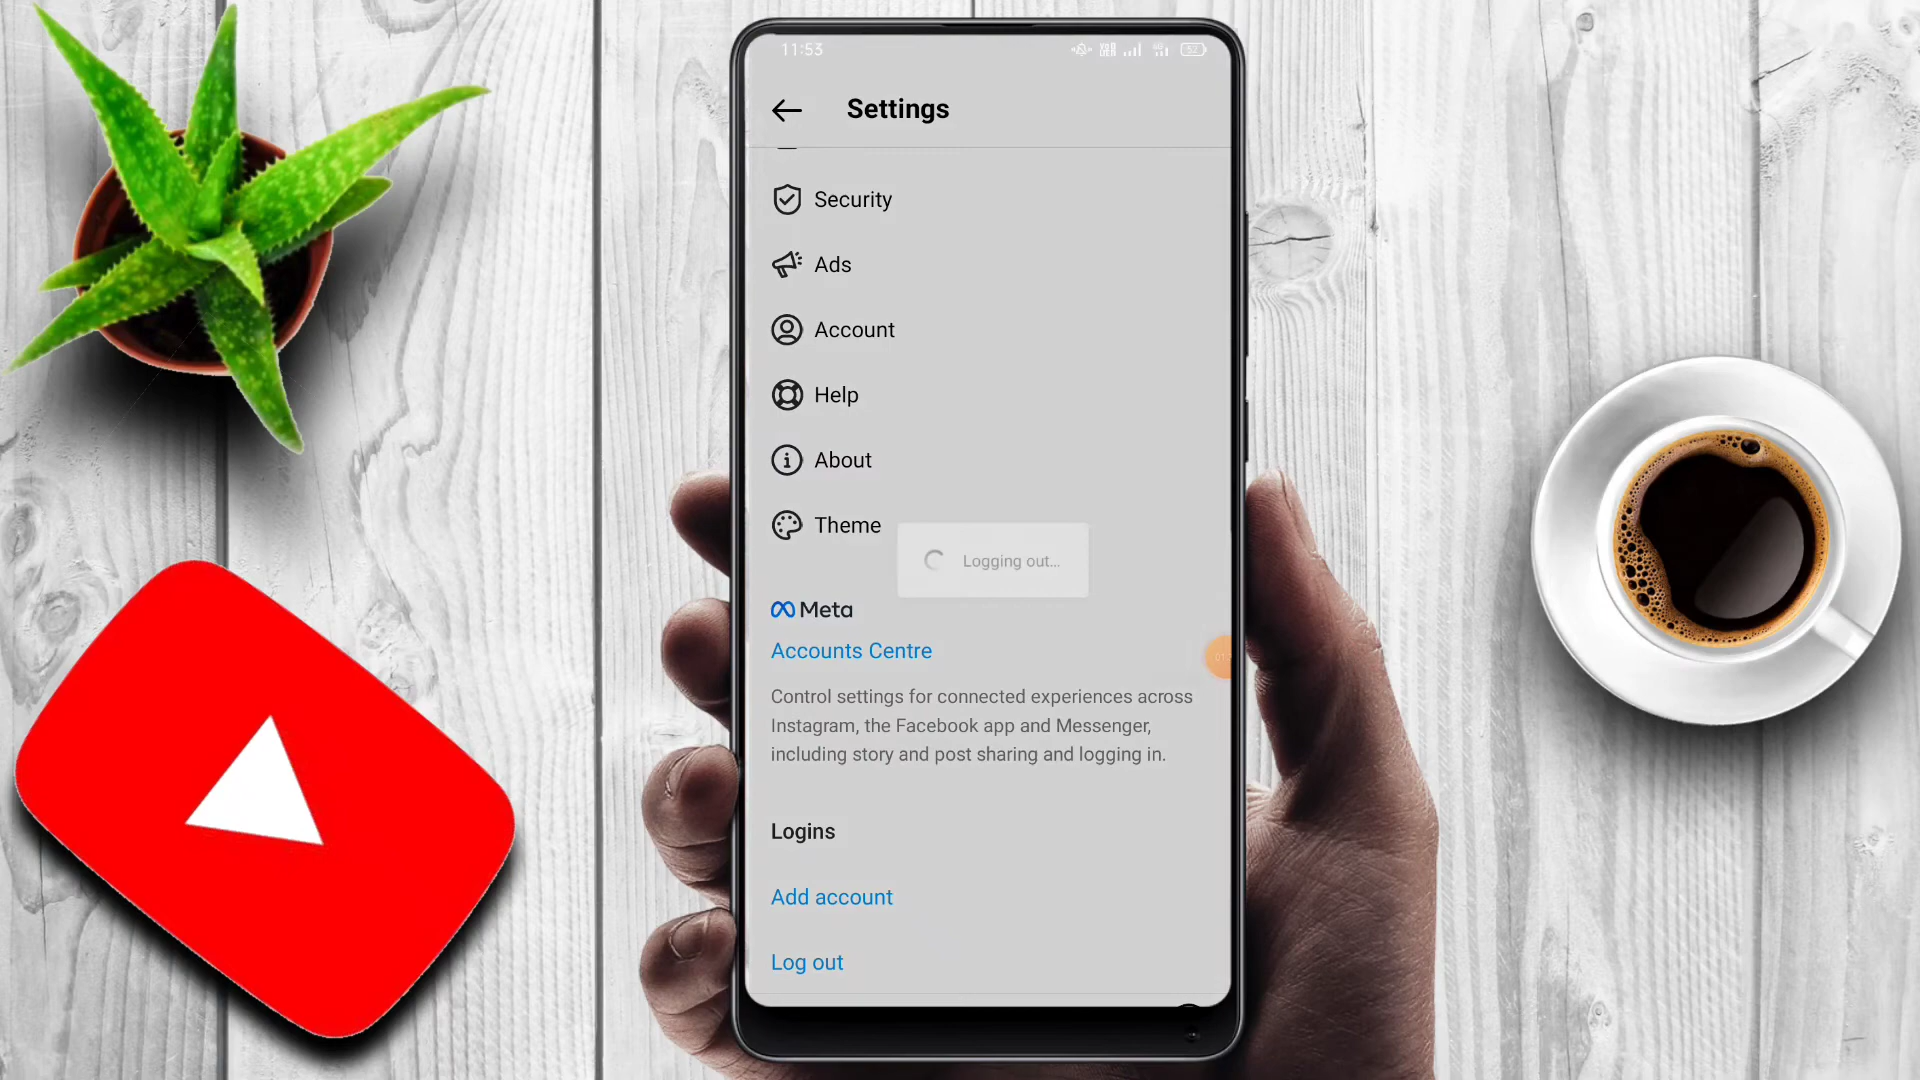 11:53
52
Settings
Security
Ads
Account
Help
About
Theme
Logging out...
Meta
Accounts Centre
Control settings for connected experiences across
Instagram, the Facebook app and Messenger,
including story and post sharing and logging in.
Logins
Add account
Log out